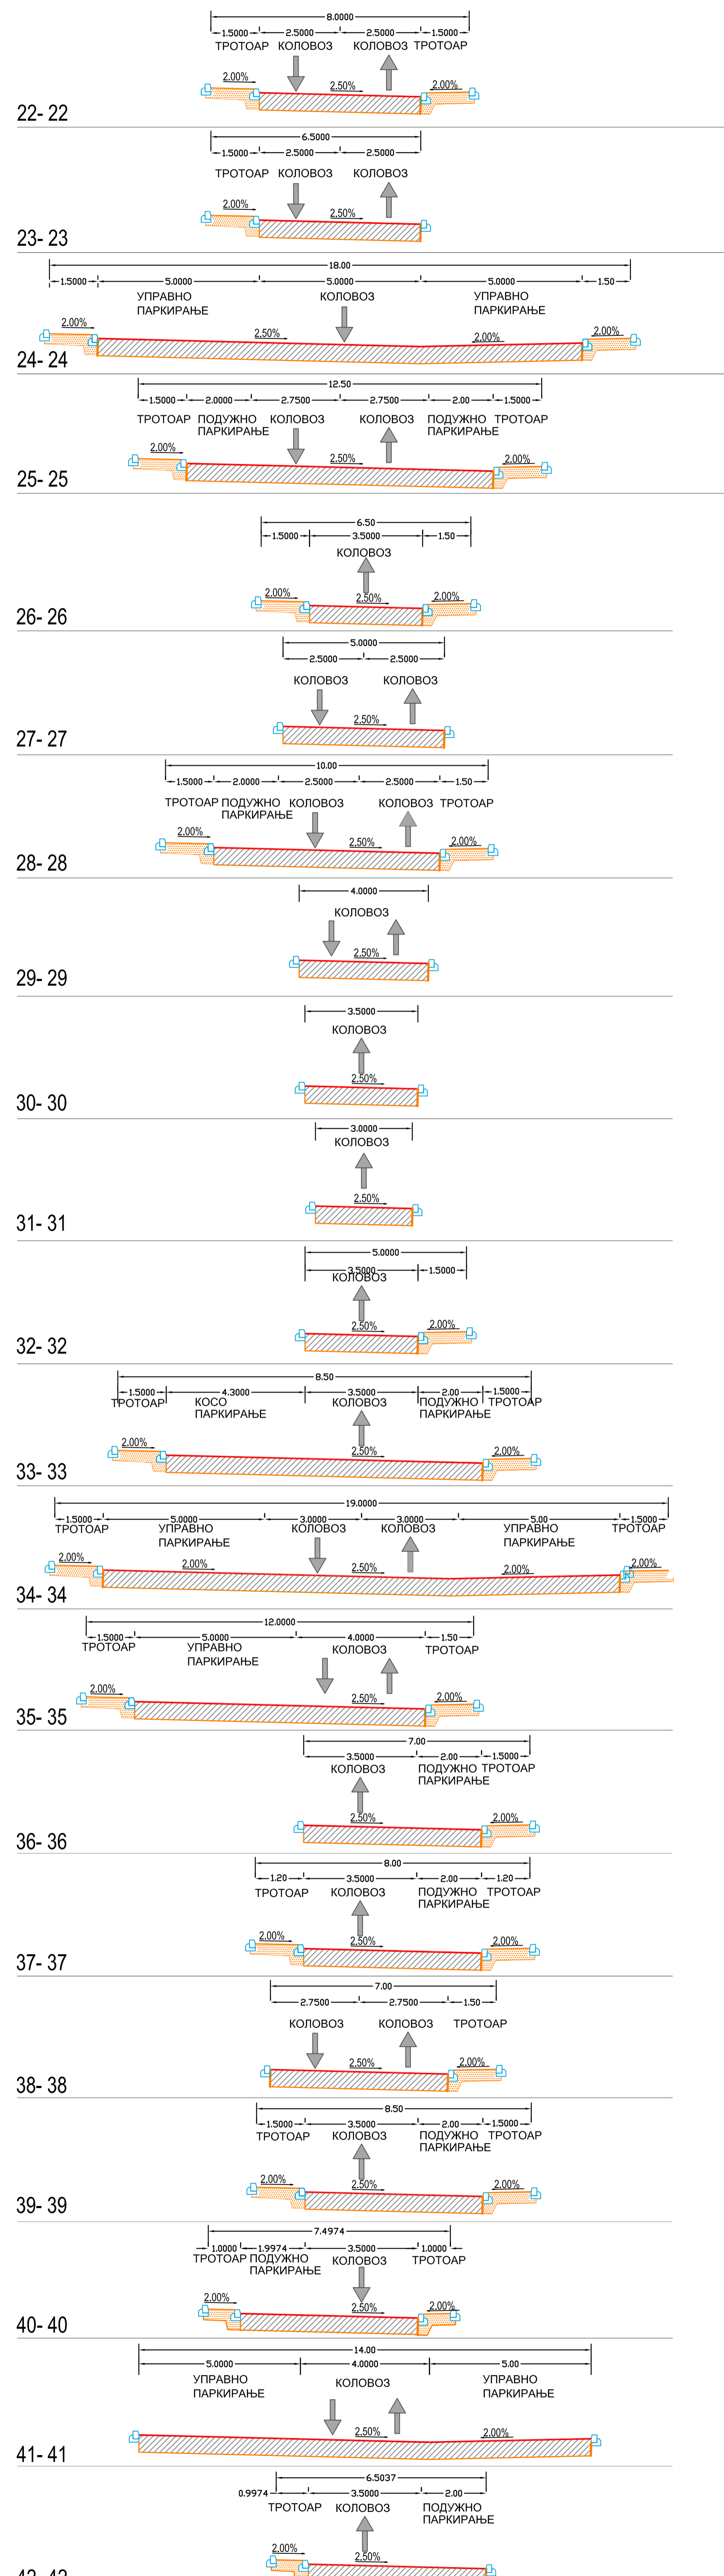 8.0000
1.5000 2.5000 2.5000 1.5000
ТРОТОАР КОЛОВОЗ КОЛОВОЗ ТРОТОАР
2.00% 2.50% 2.00%
22- 22
6.5000
1.5000 2.5000 2.5000
ТРОТОАР КОЛОВОЗ КОЛОВОЗ
2.00% 2.50%
23- 23
18.00
1.5000 5.0000 5.0000 5.0000 1.50
УПРАВНО КОЛОВОЗ УПРАВНО
ПАРКИРАЊЕ ПАРКИРАЊЕ
2.00% 2.50% 2.00% 2.00%
24- 24
12.50
1.5000 2.0000 2.7500 2.7500 2.00 1.5000
ТРОТОАР ПОДУЖНО КОЛОВОЗ КОЛОВОЗ ПОДУЖНО ТРОТОАР
ПАРКИРАЊЕ ПАРКИРАЊЕ
2.00% 2.50% 2.00%
25- 25
6.50
1.5000 3.5000 1.50
КОЛОВОЗ
2.00% 2.50% 2.00%
26- 26
5.0000
2.5000 2.5000
КОЛОВОЗ КОЛОВОЗ
2.50%
27- 27
10.00
1.5000 2.0000 2.5000 2.5000 1.50
ТРОТОАР ПОДУЖНО КОЛОВОЗ КОЛОВОЗ ТРОТОАР
ПАРКИРАЊЕ
2.00% 2.50% 2.00%
28- 28
4.0000
КОЛОВОЗ
2.50%
29- 29
3.5000
КОЛОВОЗ
2.50%
30- 30
3.0000
КОЛОВОЗ
2.50%
31- 31
5.0000
3.5000 1.5000
КОЛОВОЗ
2.50% 2.00%
32- 32
8.50
1.5000 4.3000 3.5000 2.00 1.5000
ТРОТОАР КОСО КОЛОВОЗ ПОДУЖНО ТРОТОАР
ПАРКИРАЊЕ ПАРКИРАЊЕ
2.00% 2.50% 2.00%
33- 33
19.0000
1.5000 5.0000 3.0000 3.0000 5.00 1.5000
ТРОТОАР УПРАВНО КОЛОВОЗ КОЛОВОЗ УПРАВНО ТРОТОАР
ПАРКИРАЊЕ ПАРКИРАЊЕ
2.00% 2.00% 2.50% 2.00% 2.00%
34- 34
12.0000
1.5000 5.0000 4.0000 1.50
ТРОТОАР УПРАВНО КОЛОВОЗ ТРОТОАР
ПАРКИРАЊЕ
2.00% 2.50% 2.00%
35- 35
7.00
3.5000 2.00 1.5000
КОЛОВОЗ ПОДУЖНО ТРОТОАР
ПАРКИРАЊЕ
2.50% 2.00%
36- 36
8.00
1.20 3.5000 2.00 1.20
ТРОТОАР КОЛОВОЗ ПОДУЖНО ТРОТОАР
ПАРКИРАЊЕ
2.00% 2.50% 2.00%
37- 37
7.00
2.7500 2.7500 1.50
КОЛОВОЗ КОЛОВОЗ ТРОТОАР
2.50% 2.00%
38- 38
8.50
1.5000 3.5000 2.00 1.5000
ТРОТОАР КОЛОВОЗ ПОДУЖНО ТРОТОАР
ПАРКИРАЊЕ
2.00% 2.50% 2.00%
39- 39
7.4974
1.0000 1.9974 3.5000 1.0000
ТРОТОАР ПОДУЖНО КОЛОВОЗ ТРОТОАР
ПАРКИРАЊЕ
2.00% 2.50% 2.00%
40- 40
14.00
5.0000 4.0000 5.00
УПРАВНО КОЛОВОЗ УПРАВНО
ПАРКИРАЊЕ ПАРКИРАЊЕ
2.50% 2.00%
41- 41
6.5037
0.9974 3.5000 2.00
ТРОТОАР КОЛОВОЗ ПОДУЖНО
ПАРКИРАЊЕ
2.00% 2.50%